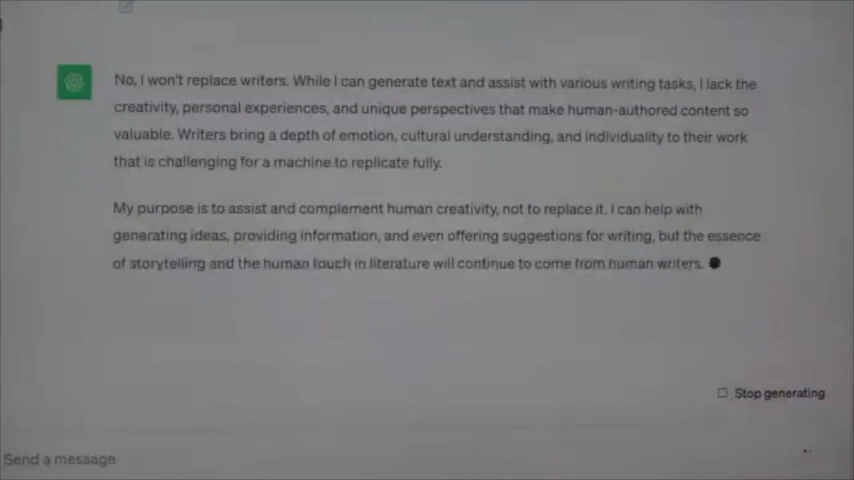 No, I won't replace writers. While I can generate text and assist with various writing tasks, I lack the
creativity, personal experiences, and unique perspectives that make human-authored content so
valuable. Writers bring a depth of emotion, cultural understanding, and individuality to their work
that is challenging for a machine to replicate fully.
My purpose is to assist and complement human creativity, not to replace it. I can help with
generating ideas, providing information, and even offering suggestions for writing, but the essence
of storytelling and the human touch in literature will continue to come from human writers.
Stop generating
Send a message